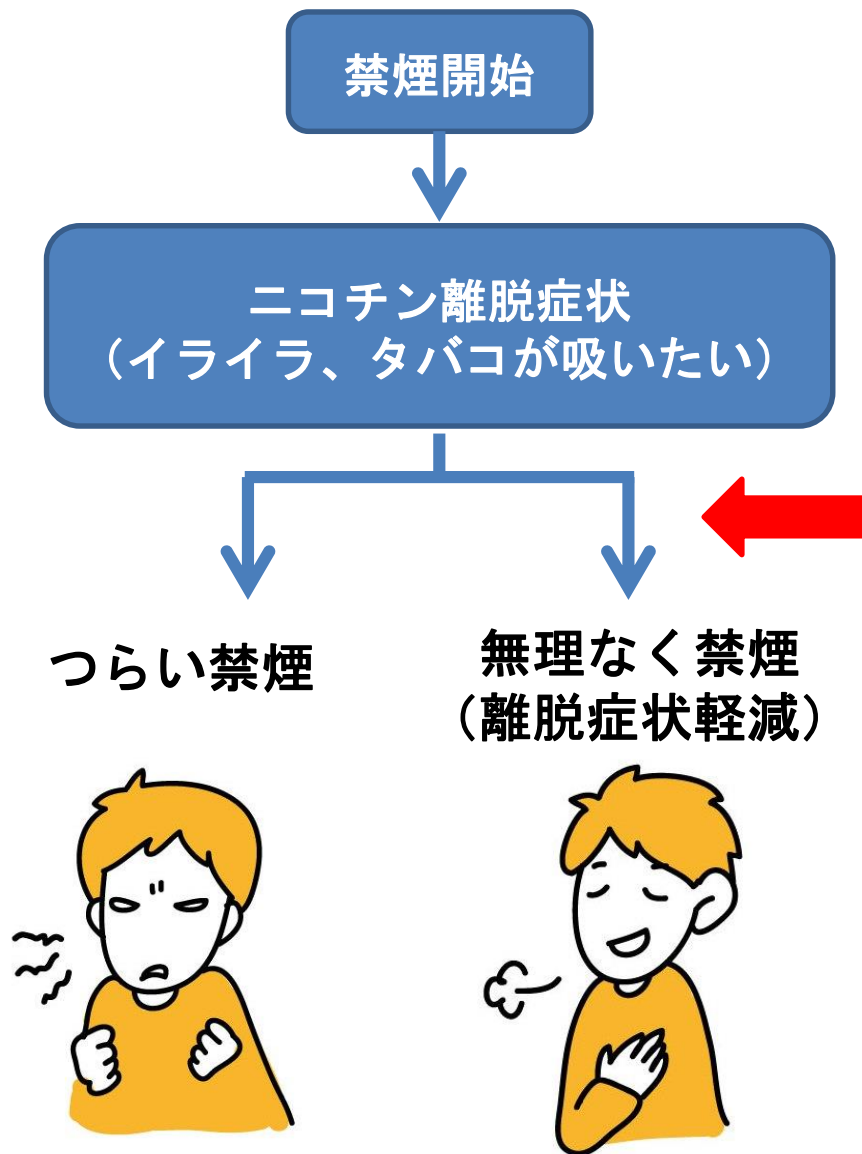 禁煙開始
ニコチン離脱症状
（イライラ、タバコが吸いたい）
つらい禁煙
無理なく禁煙
（離脱症状軽減）